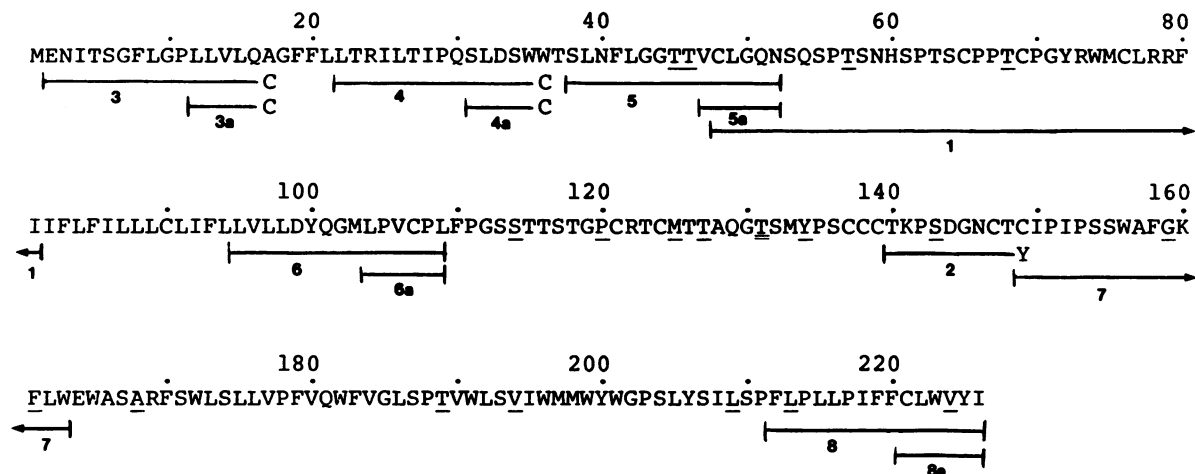 20 40 60 80
MENITSGFLGPLLVLQAGFFLLTRILTIPQSLDSWWTSLNFLGGTTVCLGQNSQSPTSNHSPTSCPPTCPGYRWMCLRRF
C C
3 4 5
C C
3a 4a 5a
1
100 120 140 160
IIFLFILLLCLIFLLVLLDYQGMLPVCPLFPGSSTTSTGPCRTCMTTAQGTSMYPSCCCTKPSDGNCTCIPIPSSWAFGK
Y
1 6 2
6a 7
180 200 220
FLWEWASARFSWLSLLVPFVQWFVGLSPTVWLSVIWMMWYWGPSLYSILSPFLPLLPIFFCLWVYI
7 8
8a